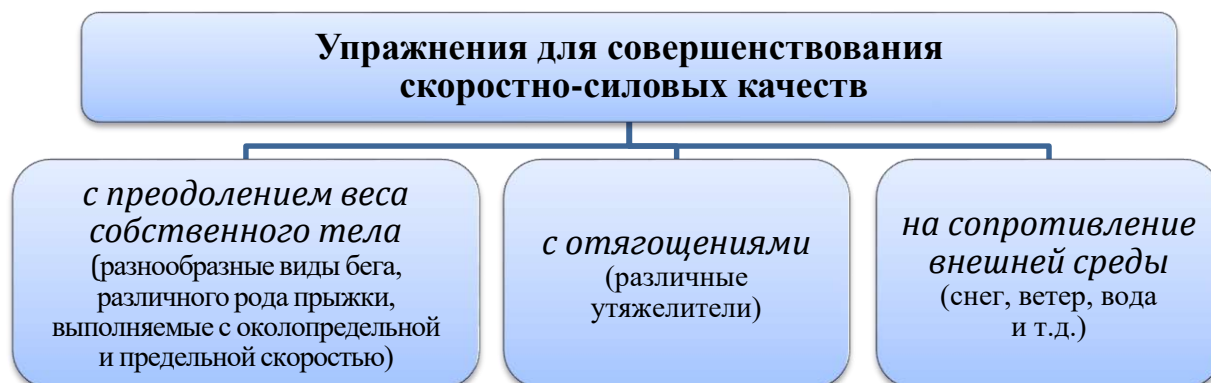 Упражнения для совершенствования
скоростно-силовых качеств
с преодолением веса
собственного тела
(разнообразные виды бега,
различного рода прыжки,
выполняемые с околопредельной
и предельной скоростью)
с отягощениями
(различные
утяжелители)
на сопротивление
внешней среды
(снег, ветер, вода
и т.д.)